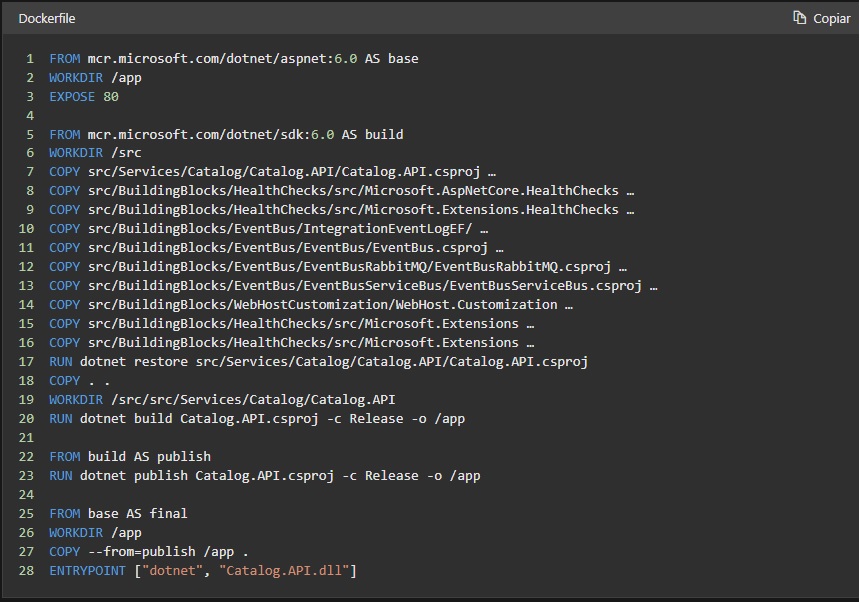 Dockerfile
Copiar
1 FROM mcr.microsoft.com/dotnet/aspnet:6.0 AS base
2 WORKDIR /app
3 EXPOSE 80
4
5 FROM mcr.microsoft.com/dotnet/sdk:6.0 AS build
6 WORKDIR /src
7 COPY src/Services/Catalog/Catalog.API/Catalog.API.csproj …
8 COPY src/BuildingBlocks/HealthChecks/src/Microsoft.AspNetCore.HealthChecks …
9 COPY src/BuildingBlocks/HealthChecks/src/Microsoft.Extensions.HealthChecks …
10 COPY src/BuildingBlocks/EventBus/IntegrationEventLogEF/ …
11 COPY src/BuildingBlocks/EventBus/EventBus/EventBus.csproj …
12 COPY src/BuildingBlocks/EventBus/EventBusRabbitMQ/EventBusRabbitMQ.csproj …
13 COPY src/BuildingBlocks/EventBus/EventBusServiceBus/EventBusServiceBus.csproj …
14 COPY src/BuildingBlocks/WebHostCustomization/WebHost.Customization …
15 COPY src/BuildingBlocks/HealthChecks/src/Microsoft.Extensions …
16 COPY src/BuildingBlocks/HealthChecks/src/Microsoft.Extensions …
17 RUN dotnet restore src/Services/Catalog/Catalog.API/Catalog.API.csproj
18 COPY . .
19 WORKDIR /src/src/Services/Catalog/Catalog.API
20 RUN dotnet build Catalog.API.csproj -c Release -o /app
21
22 FROM build AS publish
23 RUN dotnet publish Catalog.API.csproj -c Release -o /app
24
25 FROM base AS final
26 WORKDIR /app
27 COPY --from=publish /app .
28 ENTRYPOINT ["dotnet", "Catalog.API.dll"]